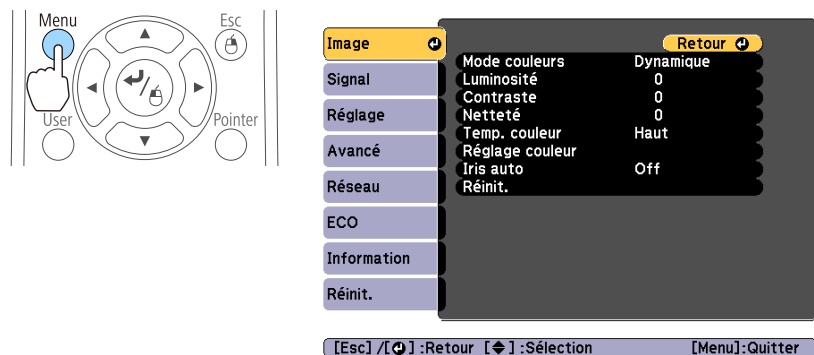 Menu
Esc
User
Pointer
Image
Signal
Réglage
Avancé
Réseau
ECO
Information
Réinit.
Retour
Mode couleurs Dynamique
Luminosité 0
Contraste 0
Netteté 0
Temp. couleur Haut
Réglage couleur
Iris auto Off
Réinit.
[Esc] /[ ] :Retour [ ] :Sélection [Menu]:Quitter